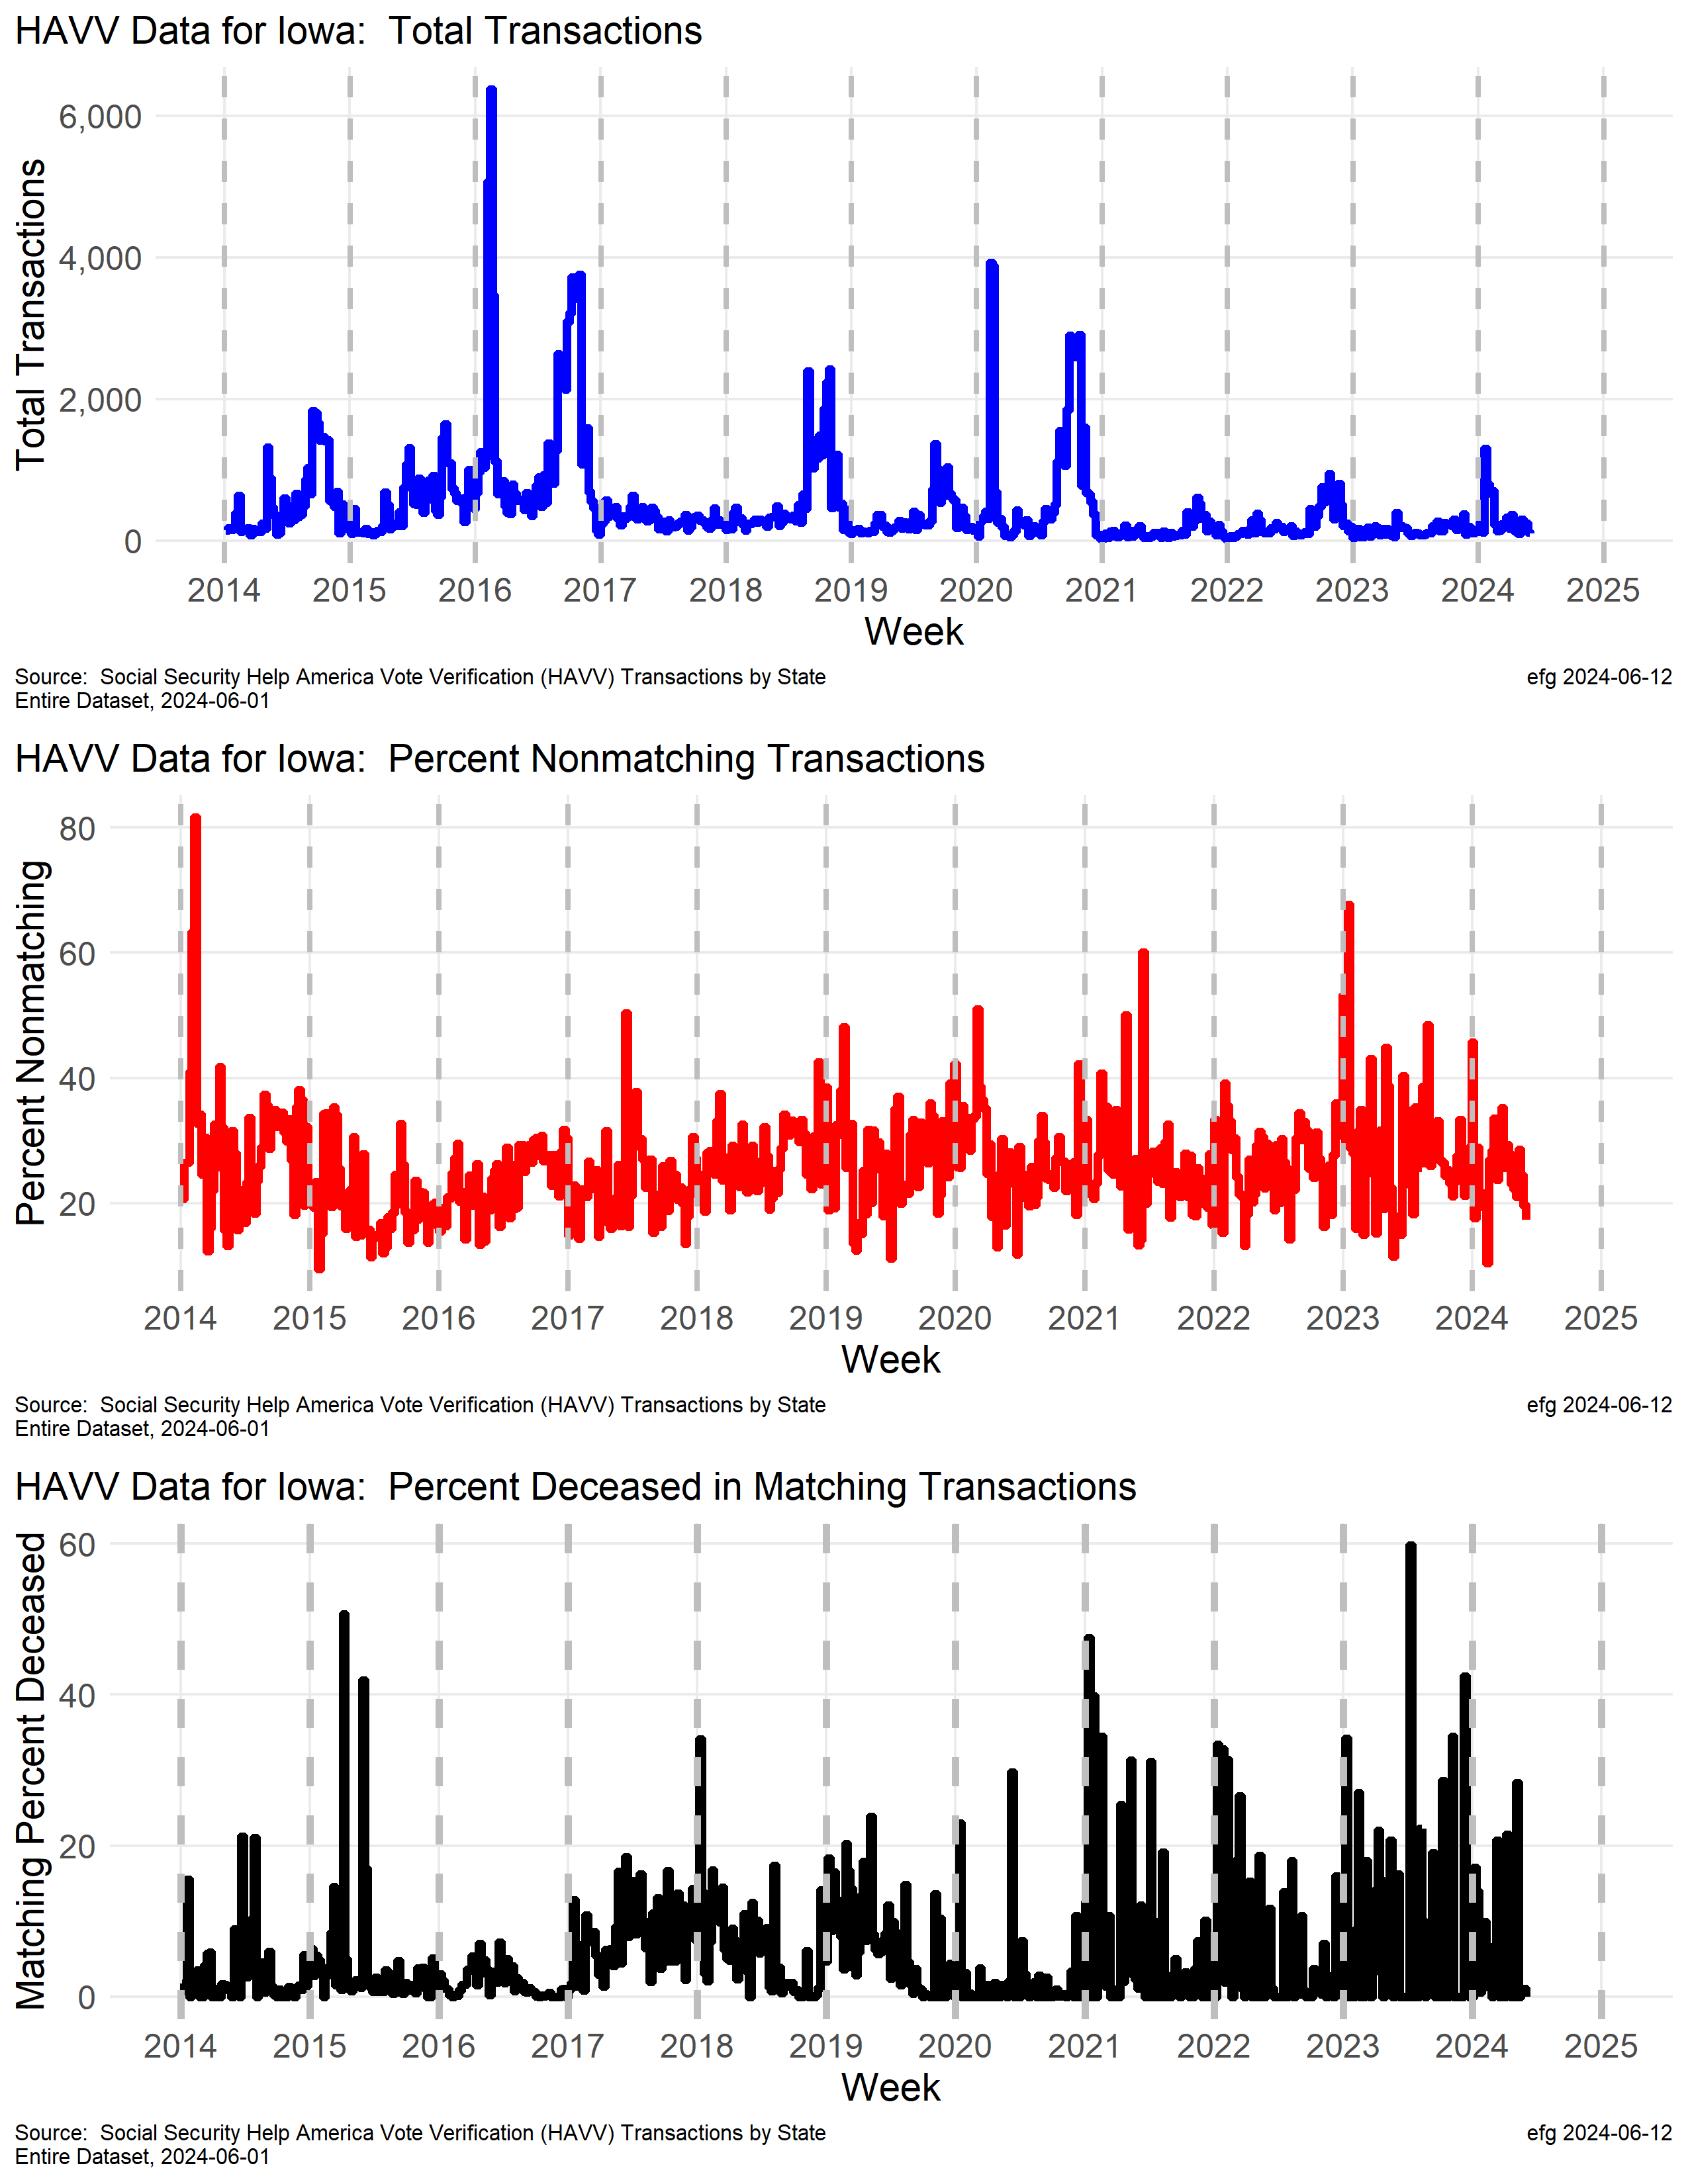 HAVV Data for Iowa:  Total Transactions
Total Transactions
6,000
4,000
2,000
0
2014 2015 2016 2017 2018 2019 2020 2021 2022 2023 2024 2025
Week
Source:  Social Security Help America Vote Verification (HAVV) Transactions by State
Entire Dataset, 2024-06-01
efg 2024-06-12
HAVV Data for Iowa:  Percent Nonmatching Transactions
Percent Nonmatching
80
60
40
20
2014 2015 2016 2017 2018 2019 2020 2021 2022 2023 2024 2025
Week
Source:  Social Security Help America Vote Verification (HAVV) Transactions by State
Entire Dataset, 2024-06-01
efg 2024-06-12
HAVV Data for Iowa:  Percent Deceased in Matching Transactions
Matching Percent Deceased
60
40
20
0
2014 2015 2016 2017 2018 2019 2020 2021 2022 2023 2024 2025
Week
Source:  Social Security Help America Vote Verification (HAVV) Transactions by State
Entire Dataset, 2024-06-01
efg 2024-06-12